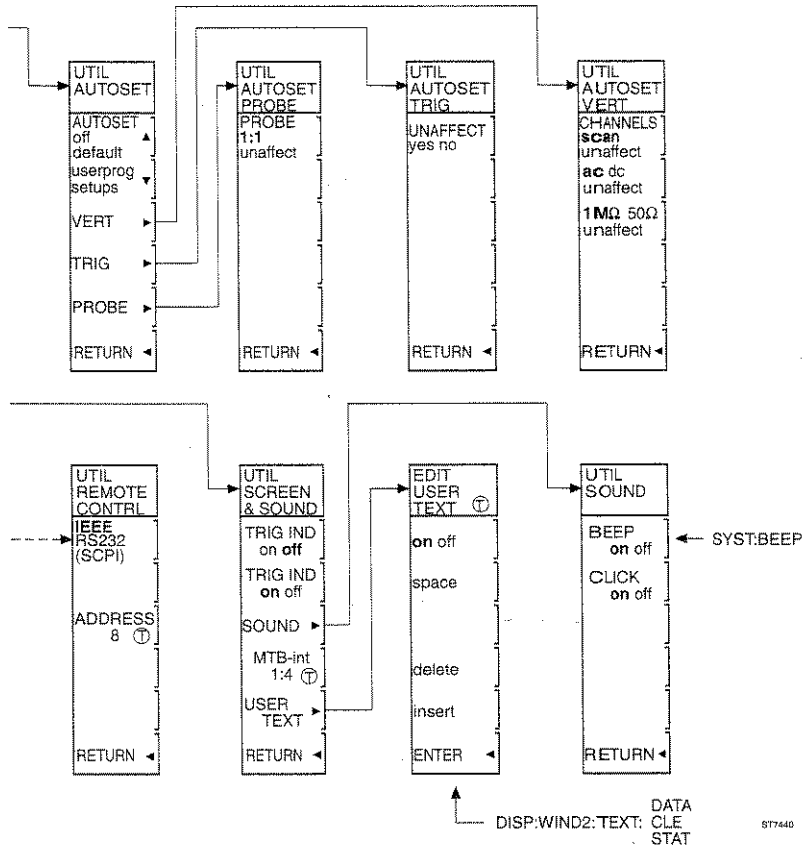 UTIL
AUTOSET
AUTOSET
off
default
userprog
setups
VERT
TRIG
PROBE
RETURN
UTIL
AUTOSET
PROBE
PROBE
1:1
unaffect
RETURN
UTIL
AUTOSET
TRIG
UNAFFECT
yes no
RETURN
UTIL
AUTOSET
VERT
CHANNELS
scan
unaffect
ac dc
unaffect
1MΩ 50Ω
unaffect
RETURN
UTIL
REMOTE
CONTRL
IEEE
RS232
(SCPI)
ADDRESS
8 Ⓣ
RETURN
UTIL
SCREEN
& SOUND
TRIG IND
on off
TRIG IND
on off
SOUND
MTB-int
1:4 Ⓣ
USER
TEXT
RETURN
EDIT
USER
TEXT Ⓣ
on off
space
delete
insert
ENTER
UTIL
SOUND
BEEP
on off
CLICK
on off
RETURN
SYST:BEEP
DISP:WIND2:TEXT:
DATA
CLE
STAT
ST7440